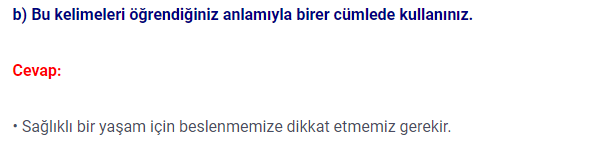 b) Bu kelimeleri öğrendiğiniz anlamıyla birer cümlede kullanınız.
Cevap:
• Sağlıklı bir yaşam için beslenmemize dikkat etmemiz gerekir.